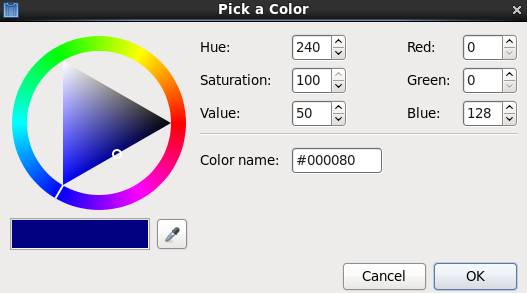 Pick a Color
Hue: 240 Red: 0
Saturation: 100 Green: 0
Value: 50 Blue: 128
Color name: #000080
Cancel OK